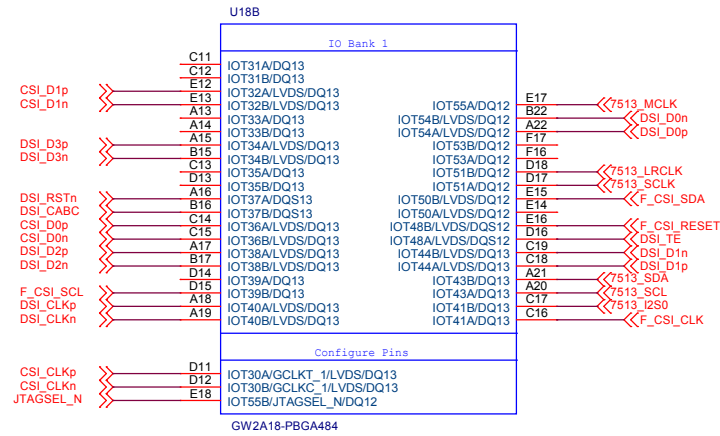 U18B
IO Bank 1
C11 IOT31A/DQ13
C12 IOT31B/DQ13
CSI_D1p E12 IOT32A/LVDS/DQ13
CSI_D1n E13 IOT32B/LVDS/DQ13 IOT55A/DQ12 E17 7513_MCLK
A13 IOT33A/DQ13 IOT54B/LVDS/DQ12 B22 DSI_D0n
A14 IOT33B/DQ13 IOT54A/LVDS/DQ12 A22 DSI_D0p
DSI_D3p A15 IOT34A/LVDS/DQ13 IOT53B/DQ12 F17
DSI_D3n B15 IOT34B/LVDS/DQ13 IOT53A/DQ12 F16
C13 IOT35A/DQ13 IOT51B/DQ12 D18 7513_LRCLK
D13 IOT35B/DQ13 IOT51A/DQ12 D17 7513_SCLK
DSI_RSTn A16 IOT37A/DQS13 IOT50B/LVDS/DQ12 E15 F_CSI_SDA
DSI_CABC B16 IOT37B/DQS13 IOT50A/LVDS/DQ12 E14
CSI_D0p C14 IOT36A/LVDS/DQ13 IOT48B/LVDS/DQS12 E16 F_CSI_RESET
CSI_D0n C15 IOT36B/LVDS/DQ13 IOT48A/LVDS/DQS12 D16 DSI_TE
DSI_D2p A17 IOT38A/LVDS/DQ13 IOT44B/LVDS/DQ13 C19 DSI_D1n
DSI_D2n B17 IOT38B/LVDS/DQ13 IOT44A/LVDS/DQ13 C18 DSI_D1p
D14 IOT39A/DQ13 IOT43B/DQ13 A21 7513_SDA
F_CSI_SCL D15 IOT39B/DQ13 IOT43A/DQ13 A20 7513_SCL
DSI_CLKp A18 IOT40A/LVDS/DQ13 IOT41B/DQ13 C17 7513_I2S0
DSI_CLKn A19 IOT40B/LVDS/DQ13 IOT41A/DQ13 C16 F_CSI_CLK
Configure Pins
CSI_CLKp D11 IOT30A/GCLKT_1/LVDS/DQ13
CSI_CLKn D12 IOT30B/GCLKC_1/LVDS/DQ13
JTAGSEL_N E18 IOT55B/JTAGSEL_N/DQ12
GW2A18-PBGA484